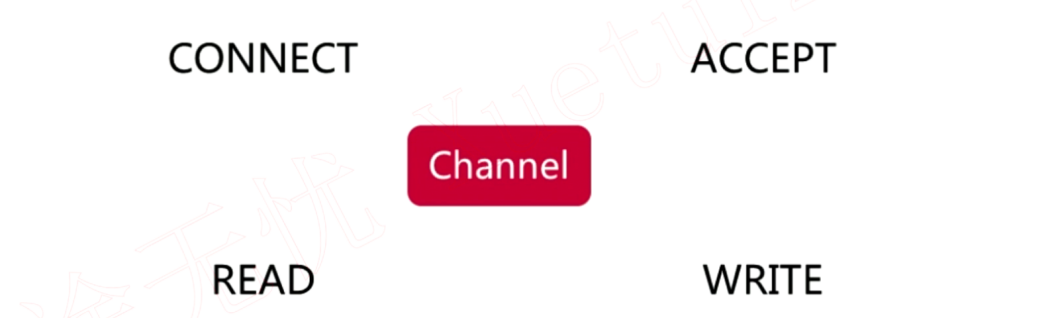 CONNECT
ACCEPT
Channel
READ
WRITE